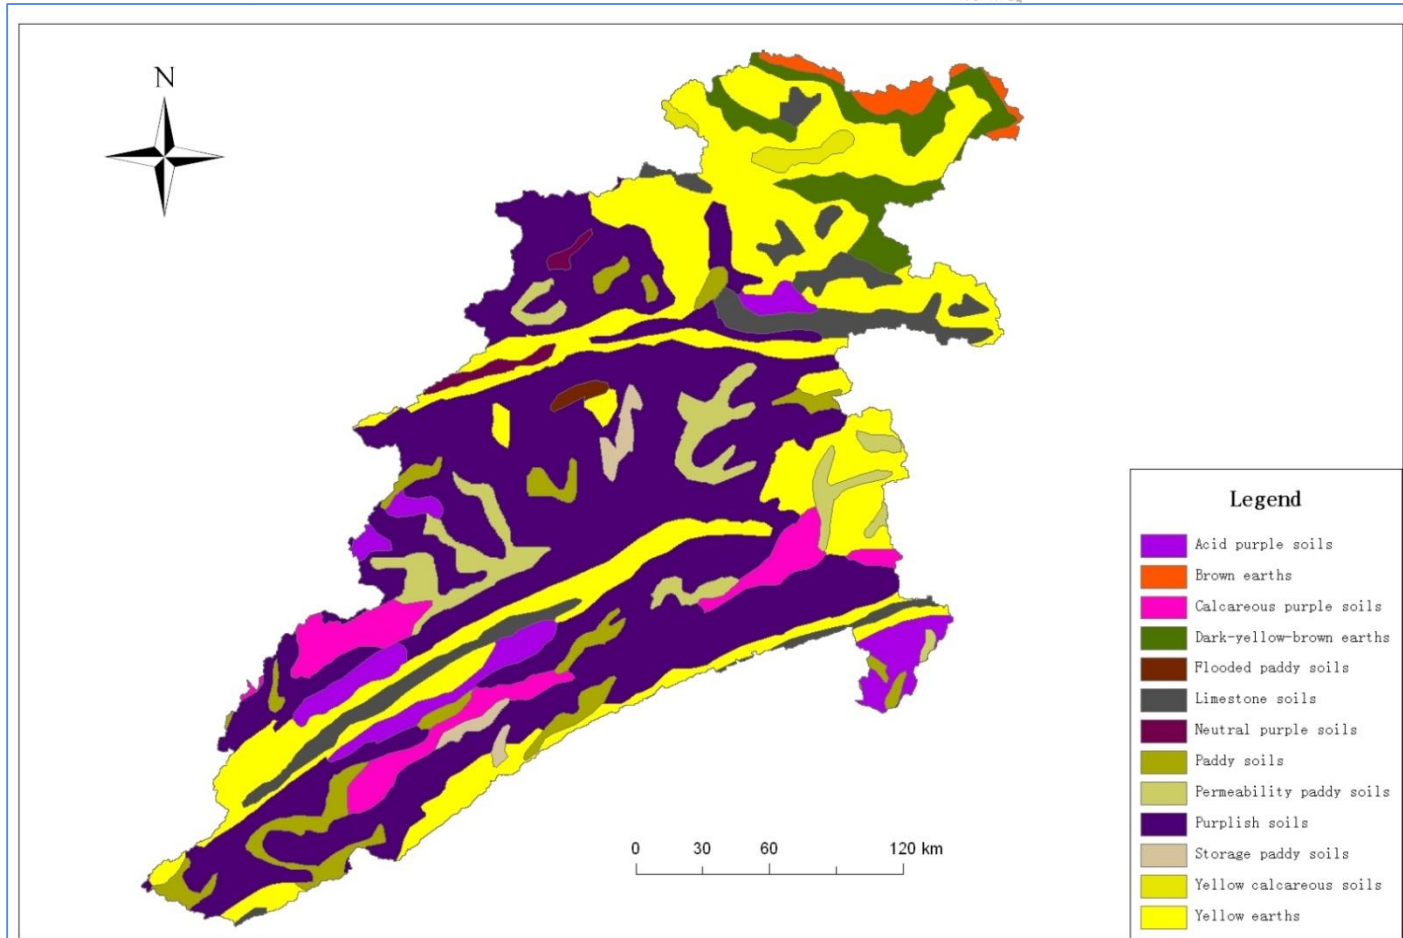 N
Legend
Acid purple soils
Brown earths
Calcareous purple soils
Dark-yellow-brown earths
Flooded paddy soils
Limestone soils
Neutral purple soils
Paddy soils
Permeability paddy soils
Purplish soils
Storage paddy soils
Yellow calcareous soils
Yellow earths
0 30 60 120 km